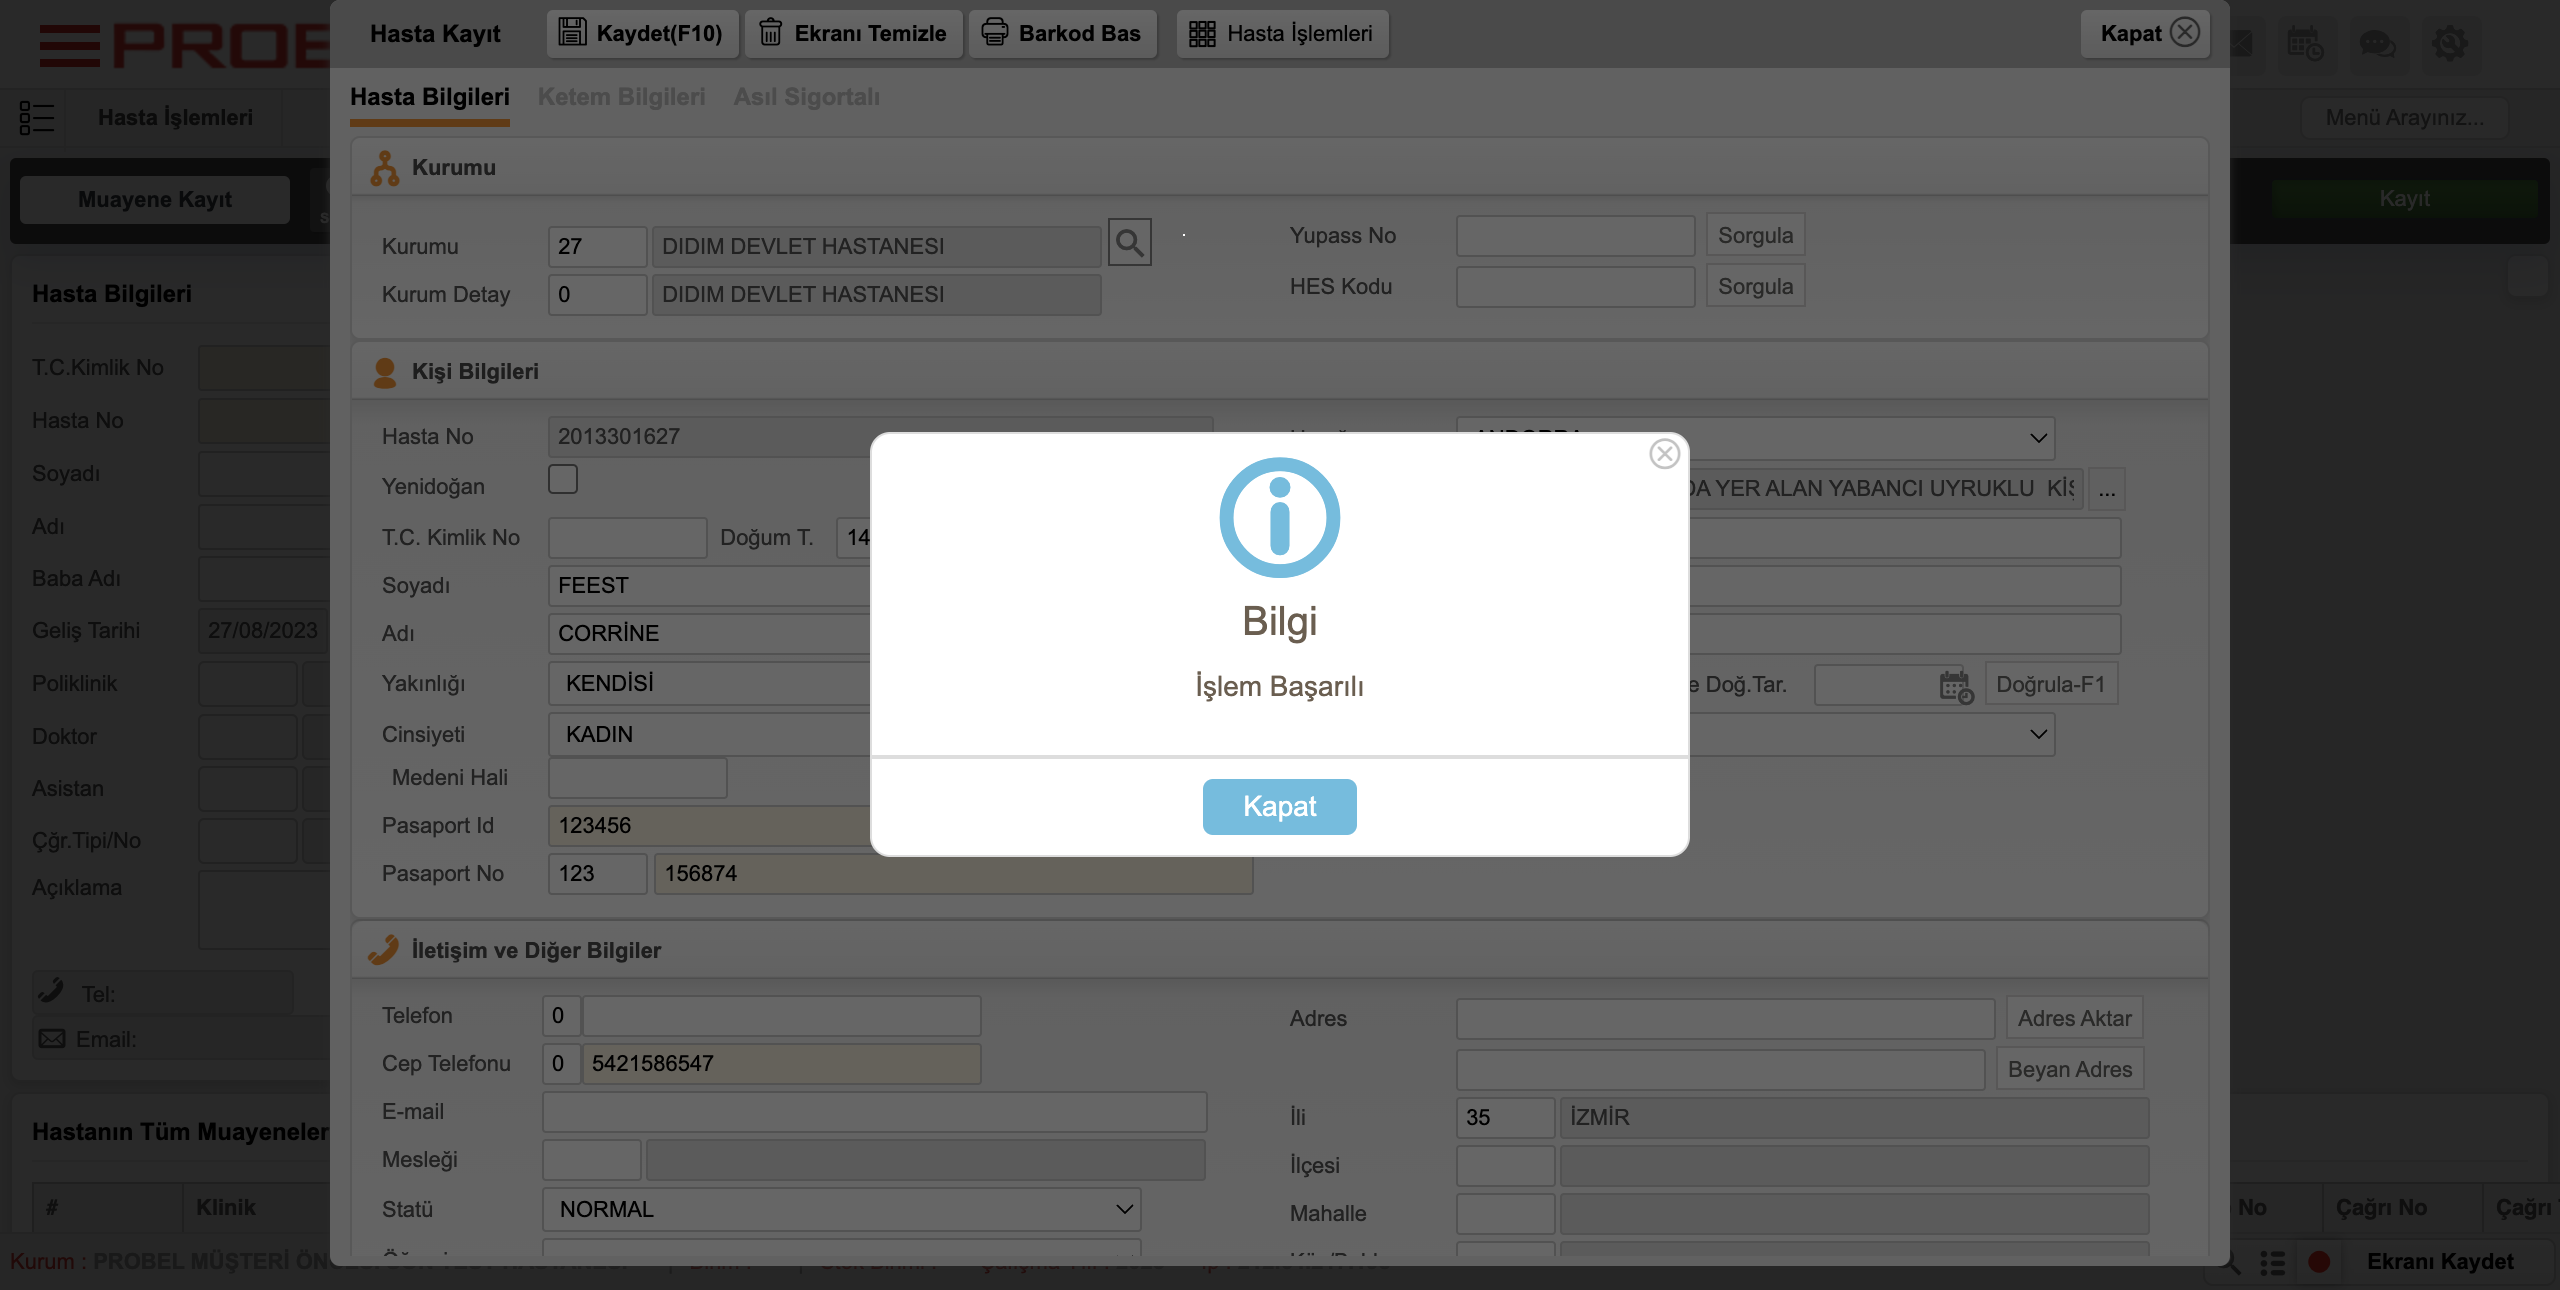 PROBE
Hasta Kayıt
Kaydet(F10)
Ekranı Temizle
Barkod Bas
Hasta İşlemleri
Kapat
Hasta İşlemleri
Menü Arayınız...
Hasta Bilgileri
Ketem Bilgileri
Asıl Sigortalı
Muayene Kayıt
Kayıt
Kurumu
Kurumu 27 DIDIM DEVLET HASTANESI
Yupass No Sorgula
Kurum Detay 0 DIDIM DEVLET HASTANESI
HES Kodu Sorgula
Kişi Bilgileri
Hasta No 2013301627
Yenidoğan
DA YER ALAN YABANCI UYRUKLU KİŞ ...
T.C. Kimlik No Doğum T. 14
Soyadı FEEST
Adı CORRİNE
Yakınlığı KENDİSİ
e Doğ.Tar. Doğrula-F1
Cinsiyeti KADIN
Medeni Hali
Pasaport Id 123456
Pasaport No 123 156874
Bilgi
İşlem Başarılı
Kapat
İletişim ve Diğer Bilgiler
Telefon 0
Adres Adres Aktar
Cep Telefonu 0 5421586547
Beyan Adres
E-mail
İli 35 İZMİR
Mesleği
İlçesi
Statü NORMAL
Mahalle
Hasta Bilgileri
T.C.Kimlik No
Hasta No
Soyadı
Adı
Baba Adı
Geliş Tarihi 27/08/2023
Poliklinik
Doktor
Asistan
Çğr.Tipi/No
Açıklama
Tel:
Email:
Hastanın Tüm Muayeneler
# Klinik
No Çağrı No Çağrı
Kurum : PROBEL MÜŞTERİ
Ekranı Kaydet